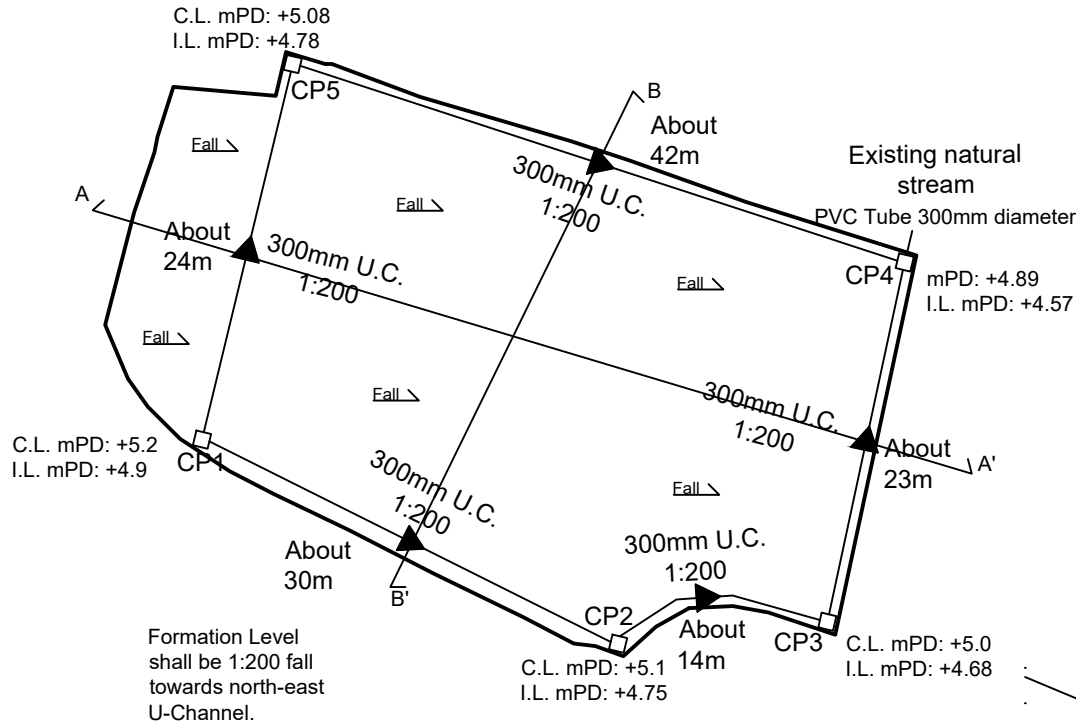 C.L. mPD: +5.08
I.L. mPD: +4.78
CP5
B
About
42m
Existing natural
stream
PVC Tube 300mm diameter
Fall
A
300mm U.C.
1:200
Fall
About
24m
300mm U.C.
1:200
CP4
mPD: +4.89
I.L. mPD: +4.57
Fall
Fall
Fall
300mm U.C.
1:200
C.L. mPD: +5.2
I.L. mPD: +4.9
CP1
About
23m
A'
300mm U.C.
1:200
Fall
About
30m
300mm U.C.
1:200
B'
CP2
About
14m
CP3
C.L. mPD: +5.0
I.L. mPD: +4.68
C.L. mPD: +5.1
I.L. mPD: +4.75
Formation Level
shall be 1:200 fall
towards north-east
U-Channel.